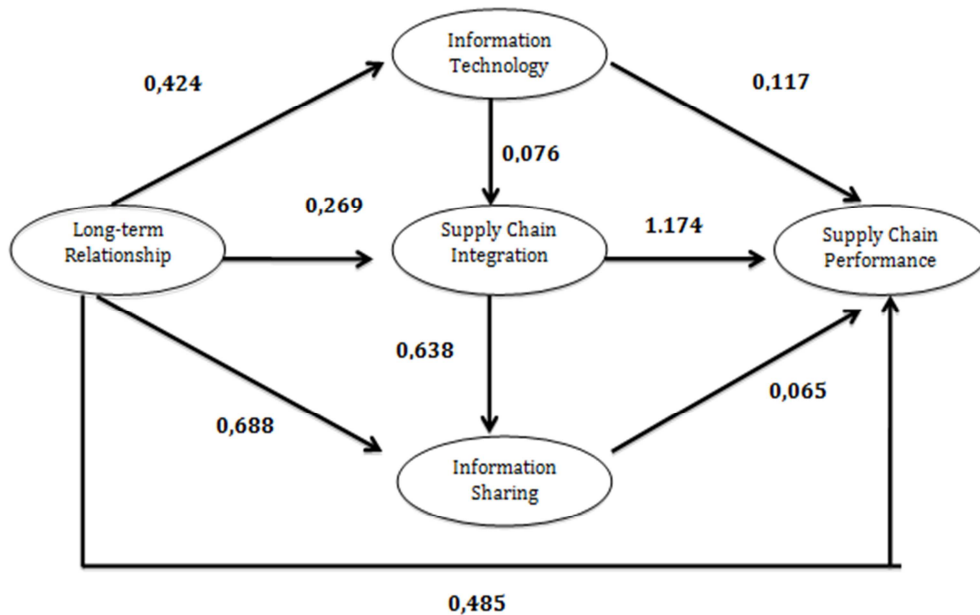 Information
Technology
0,424
0,117
0,076
Long-term
Relationship
0,269
Supply Chain
Integration
1.174
Supply Chain
Performance
0,638
0,688
0,065
Information
Sharing
0,485